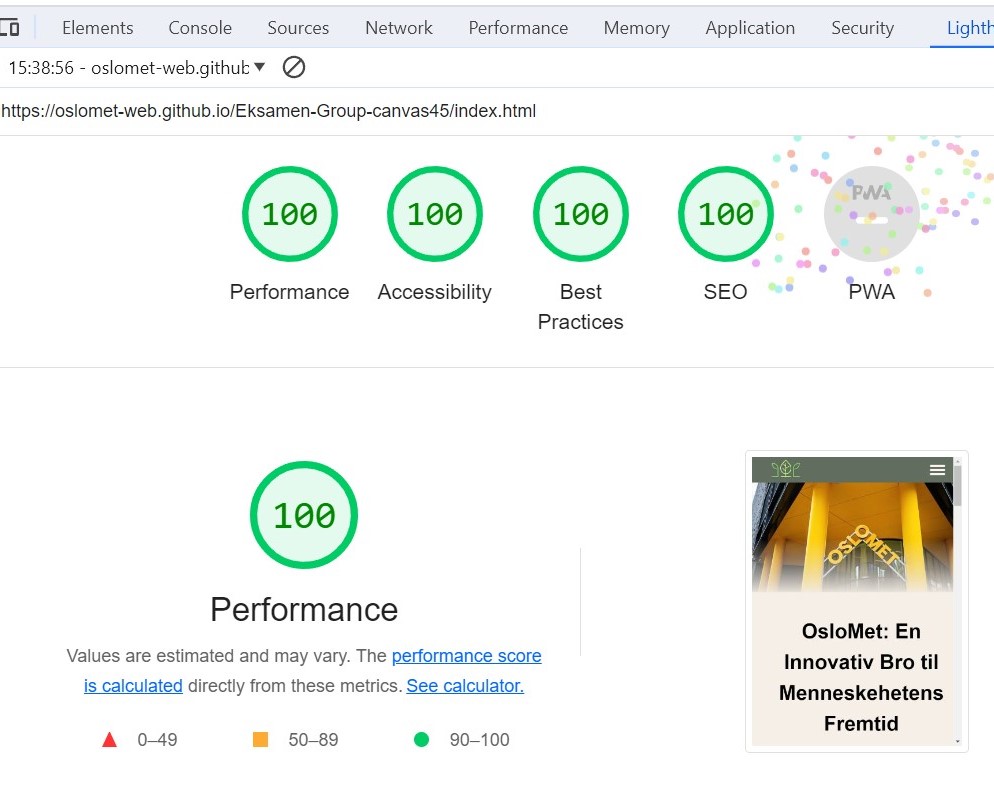 Elements Console Sources Network Performance Memory Application Security Lighth
15:38:56 - oslomet-web.github
https://oslomet-web.github.io/Eksamen-Group-canvas45/index.html
100 100 100 100 PWA
Performance Accessibility Best Practices SEO PWA
100
Performance
Values are estimated and may vary. The performance score
is calculated directly from these metrics. See calculator.
0–49 50–89 90–100
OSLOMET
OsloMet: En
Innovativ Bro til
Menneskehetens
Fremtid